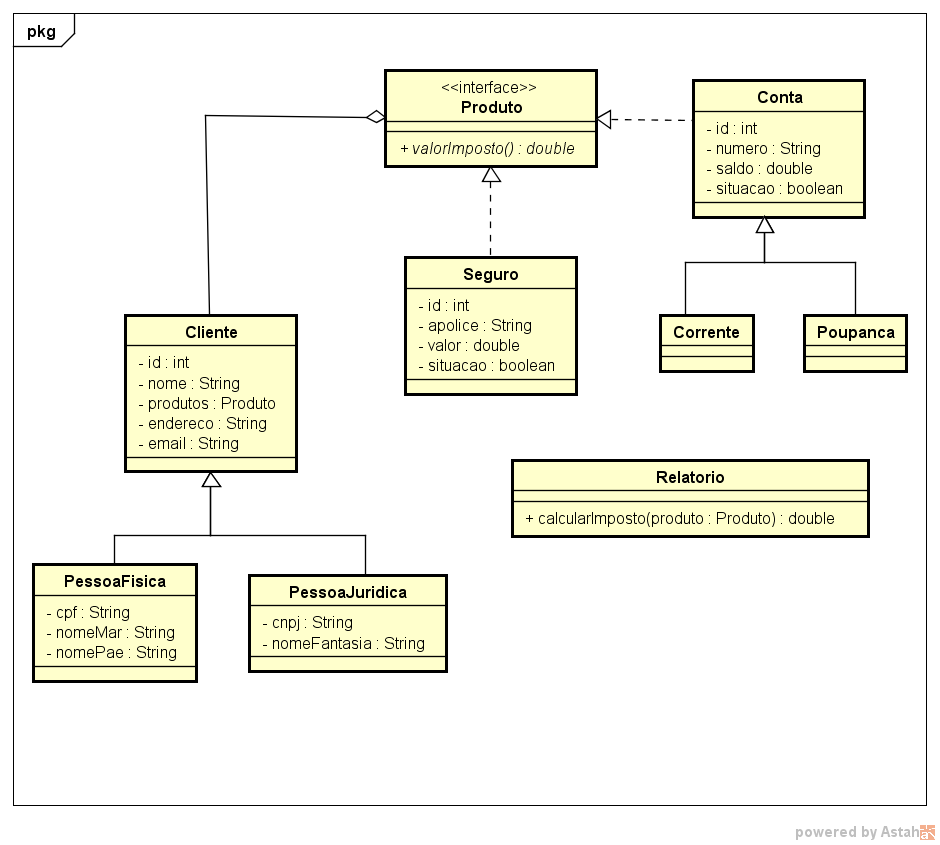 pkg
<<interface>>
Produto
+ valorImposto() : double
Conta
- id : int
- numero : String
- saldo : double
- situacao : boolean
Seguro
- id : int
- apolice : String
- valor : double
- situacao : boolean
Cliente
- id : int
- nome : String
- produtos : Produto
- endereco : String
- email : String
Corrente
Poupanca
Relatorio
+ calcularImposto(produto : Produto) : double
PessoaFisica
- cpf : String
- nomeMar : String
- nomePae : String
PessoaJuridica
- cnpj : String
- nomeFantasia : String
powered by Astah